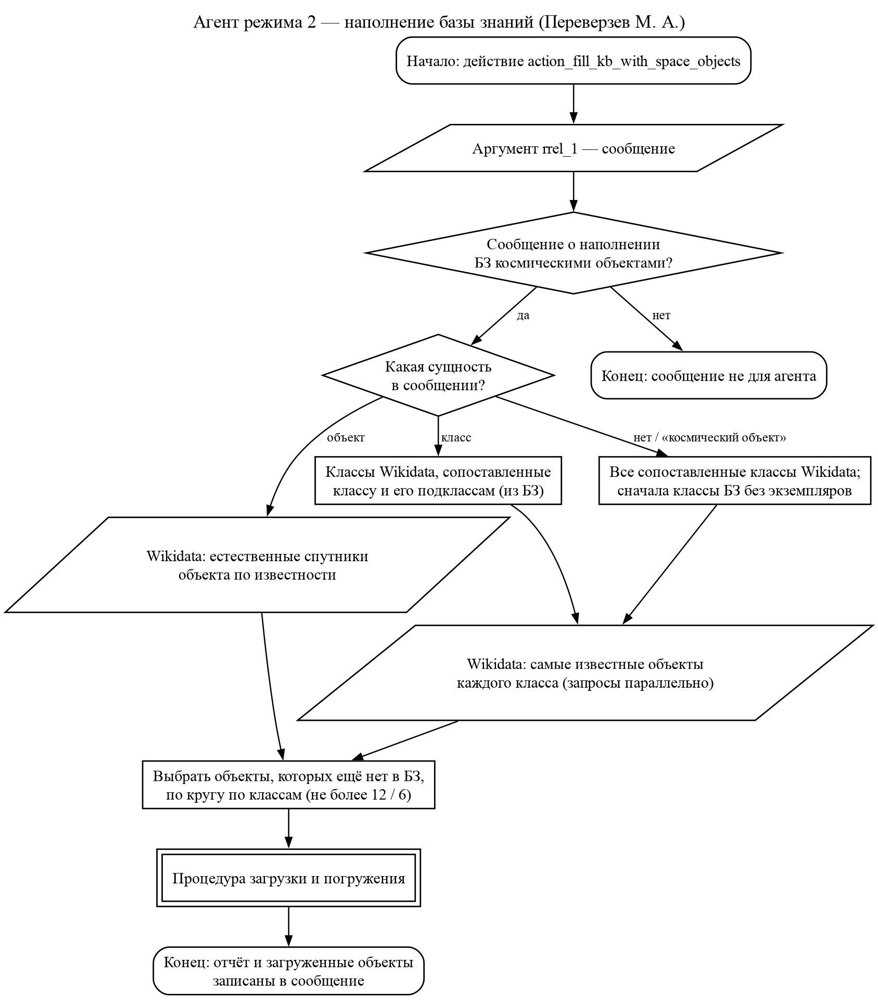 Агент режима 2 — наполнение базы знаний (Переверзев М. А.)
Начало: действие action_fill_kb_with_space_objects
Аргумент rrel_1 — сообщение
Сообщение о наполнении
БЗ космическими объектами?
да
нет
Какая сущность
в сообщении?
Конец: сообщение не для агента
объект
класс
нет / «космический объект»
Классы Wikidata, сопоставленные
классу и его подклассам (из БЗ)
Все сопоставленные классы Wikidata;
сначала классы БЗ без экземпляров
Wikidata: естественные спутники
объекта по известности
Wikidata: самые известные объекты
каждого класса (запросы параллельно)
Выбрать объекты, которых ещё нет в БЗ,
по кругу по классам (не более 12 / 6)
Процедура загрузки и погружения
Конец: отчёт и загруженные объекты
записаны в сообщение